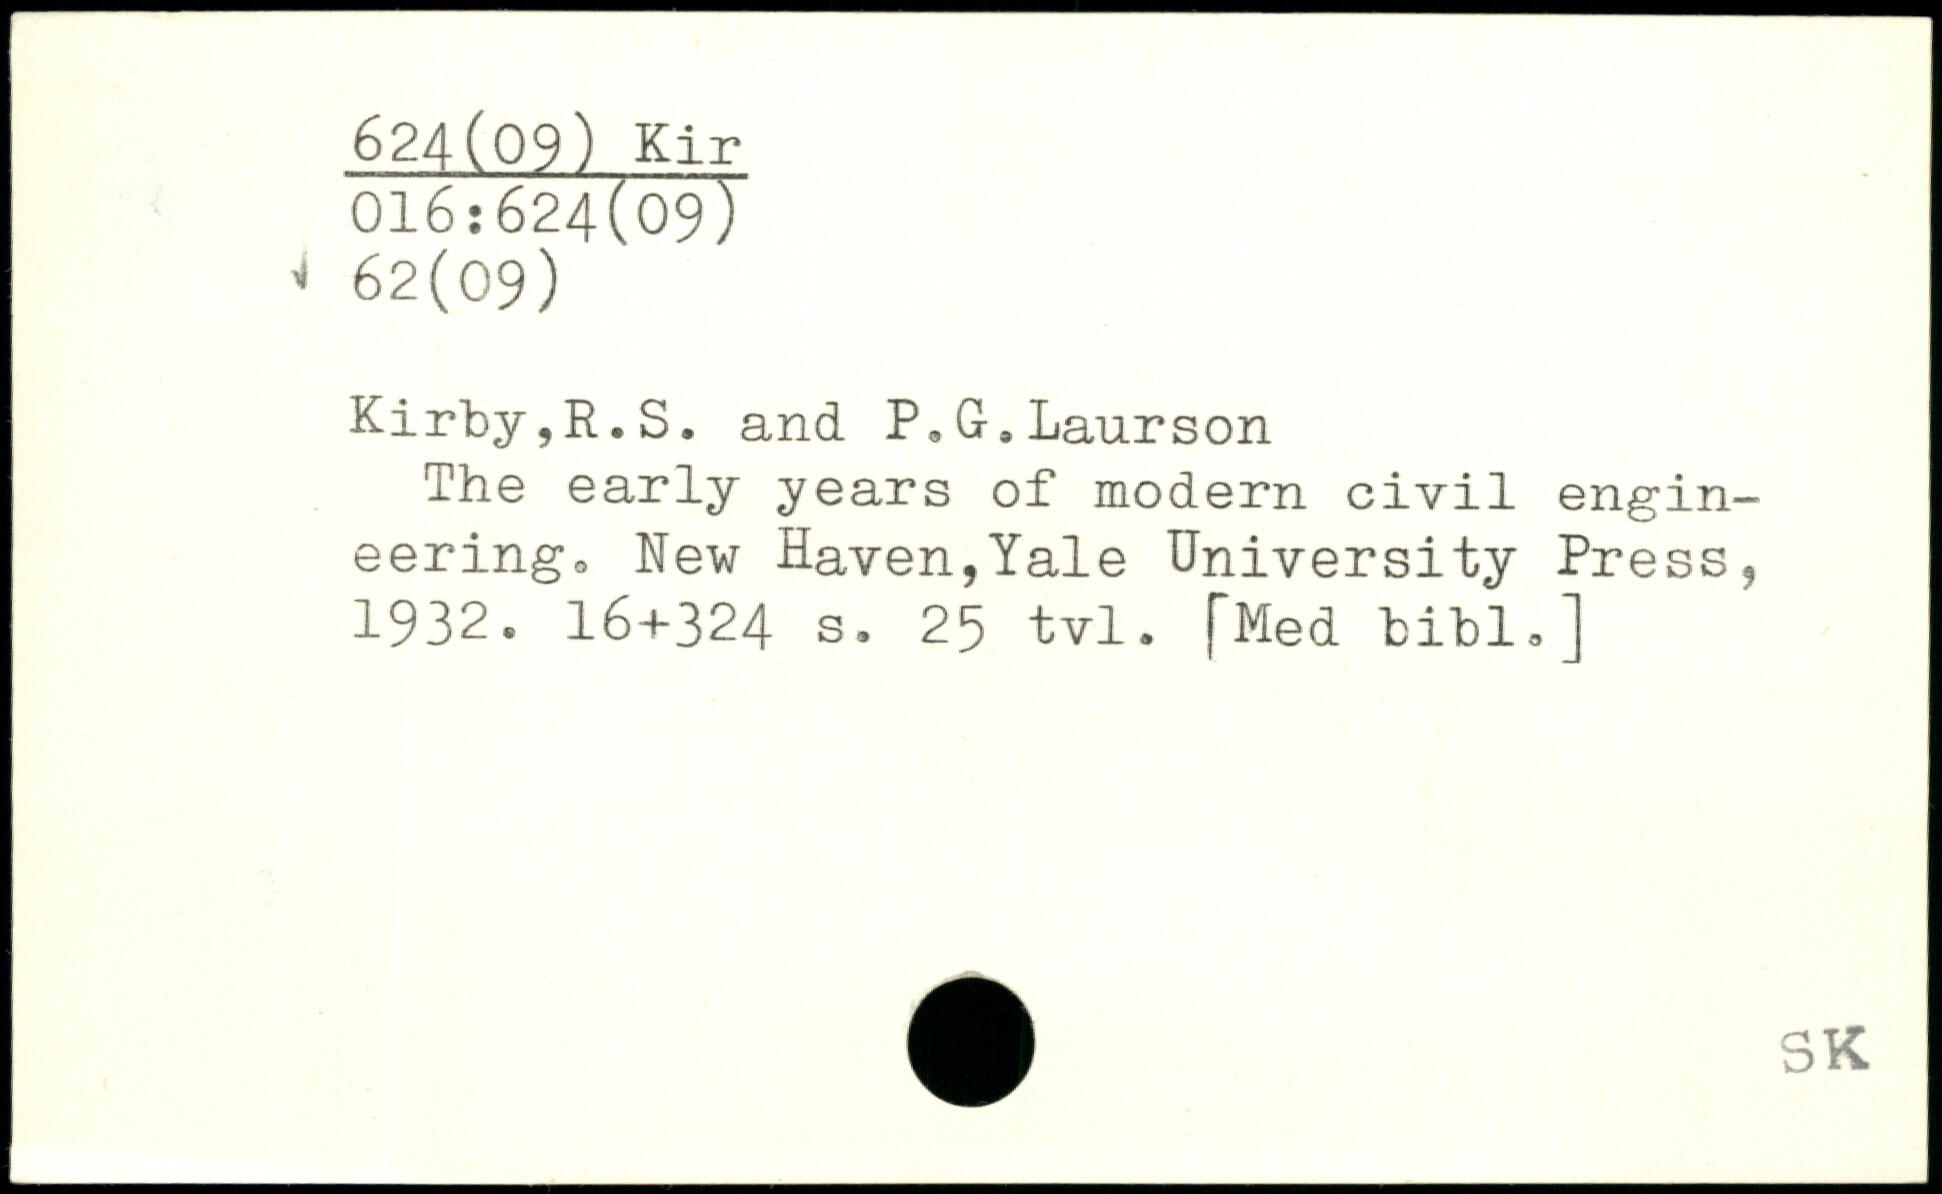 624(09) Kir
016:624(09)
62(09)
Kirby,R.S. and P.G.Laurson
The early years of modern civil engin-
eering. New Haven,Yale University Press,
1932. 16+324 s. 25 tvl. [Med bibl.]
SK